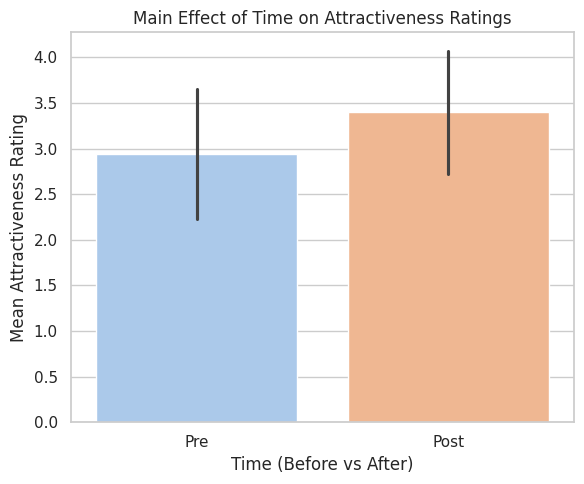 Main Effect of Time on Attractiveness Ratings
Mean Attractiveness Rating
4.0
3.5
3.0
2.5
2.0
1.5
1.0
0.5
0.0
Pre
Post
Time (Before vs After)